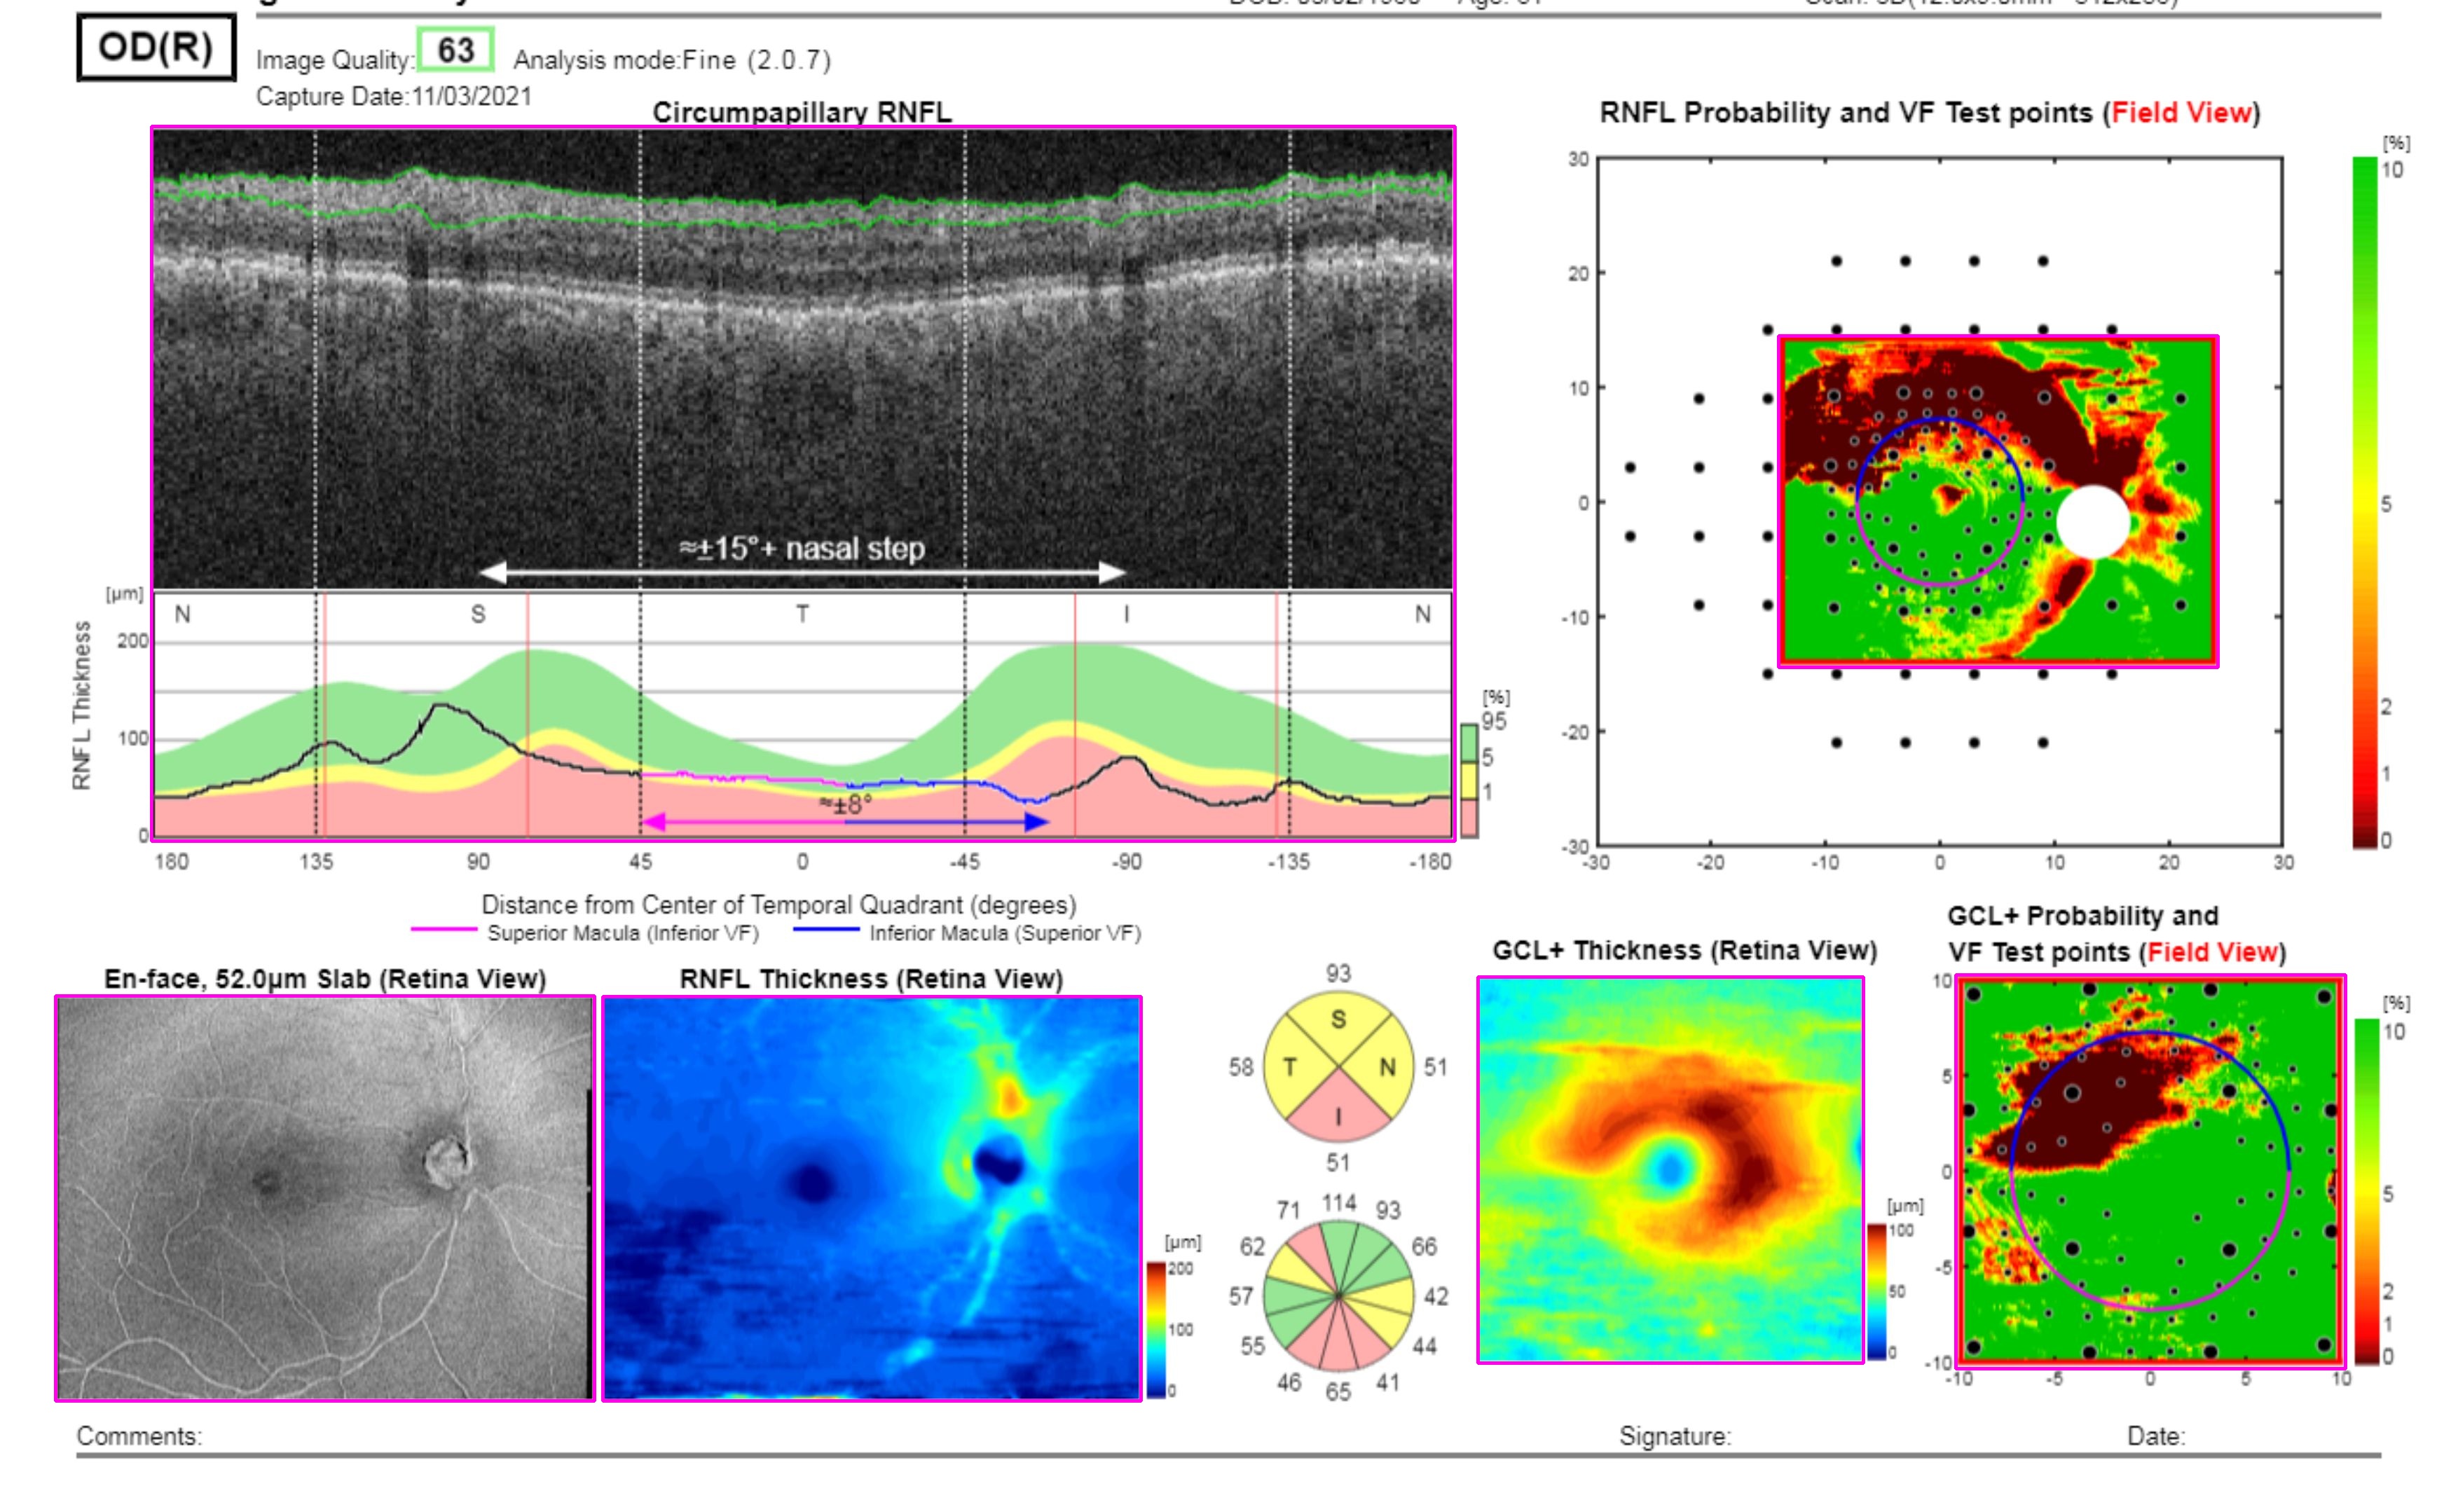 OD(R)
Image Quality: 63 Analysis mode:Fine (2.0.7)
Capture Date:11/03/2021
Circumpapillary RNFL
≈±15°+ nasal step
[µm]
N S T I N
200
100
0
RNFL Thickness
≈±8°
[%]
95
5
1
180 135 90 45 0 -45 -90 -135 -180
Distance from Center of Temporal Quadrant (degrees)
Superior Macula (Inferior VF) Inferior Macula (Superior VF)
RNFL Probability and VF Test points (Field View)
30
20
10
0
-10
-20
-30
-30 -20 -10 0 10 20 30
[%]
10
5
2
1
0
En-face, 52.0µm Slab (Retina View)
RNFL Thickness (Retina View)
[µm]
200
100
0
93
S
58 T N 51
I
51
71 114 93
62 66
57 42
55 44
46 65 41
GCL+ Thickness (Retina View)
[µm]
100
50
0
GCL+ Probability and
VF Test points (Field View)
10
5
0
-5
-10
-10 -5 0 5 10
[%]
10
5
2
1
0
Comments: Signature: Date: